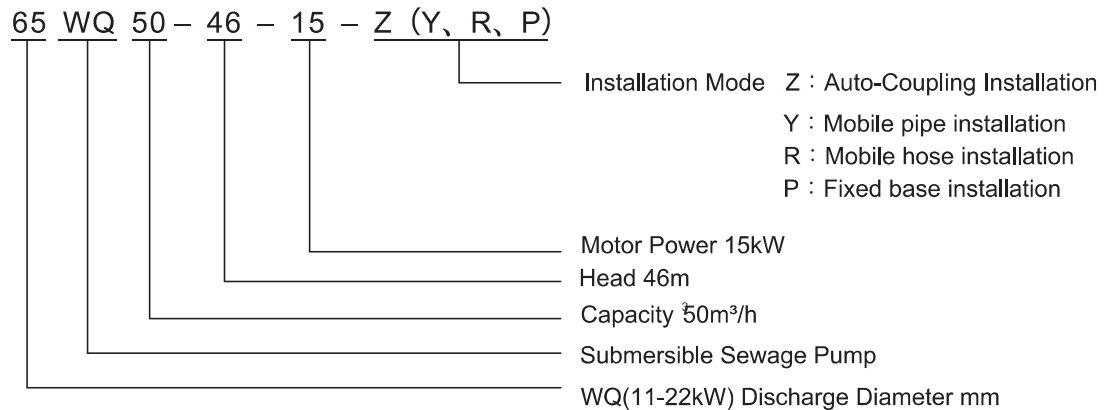 65 WQ 50 – 46 – 15 – Z (Y、R、P)
Installation Mode Z : Auto-Coupling Installation
Y : Mobile pipe installation
R : Mobile hose installation
P : Fixed base installation
Motor Power 15kW
Head 46m
Capacity 50m³/h
Submersible Sewage Pump
WQ(11-22kW) Discharge Diameter mm